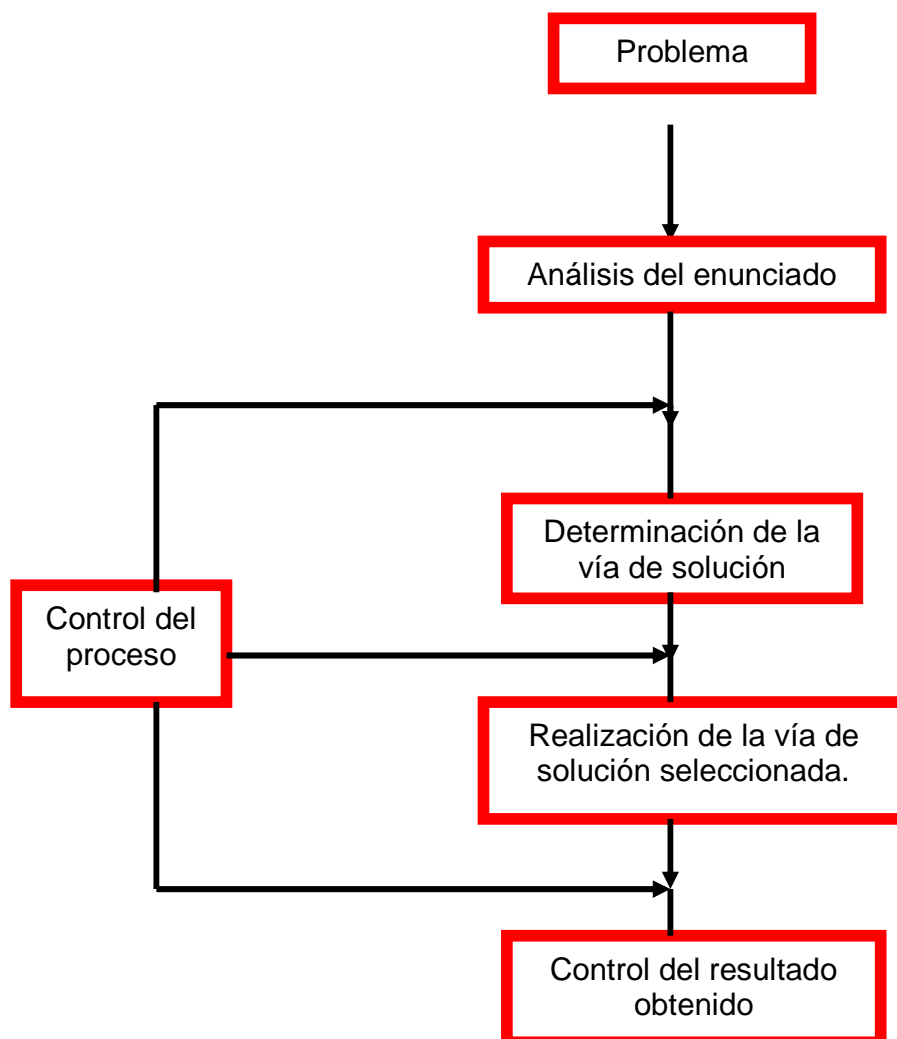 Problema
Análisis del enunciado
Determinación de la
vía de solución
Control del
proceso
Realización de la vía de
solución seleccionada.
Control del resultado
obtenido